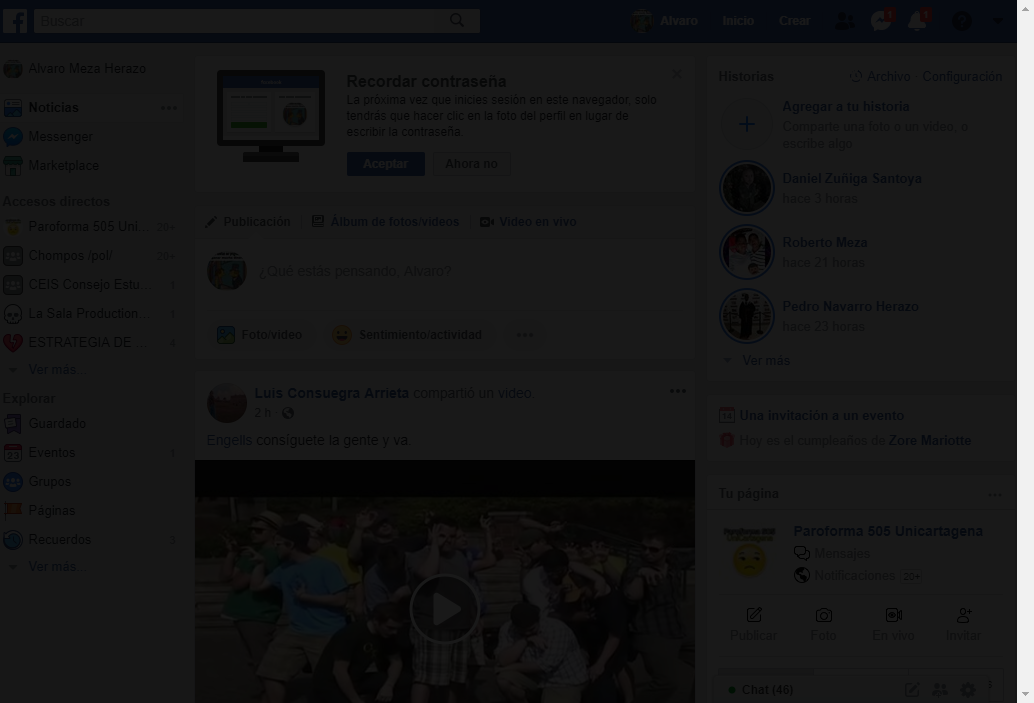 Buscar
Alvaro
Inicio
Crear
1
1
Alvaro Meza Herazo
Noticias
Messenger
Marketplace
Accesos directos
Paroforma 505 Uni... 20+
Chompos /pol/ 20+
CEIS Consejo Estu...
La Sala Production...
ESTRATEGIA DE ... 4
Ver más...
Explorar
Guardado
Eventos
Grupos
Páginas
Recuerdos
Ver más...
Recordar contraseña
La próxima vez que inicies sesión en este navegador, solo
tendrás que hacer clic en la foto del perfil en lugar de
escribir la contraseña.
Aceptar
Ahora no
Publicación
Álbum de fotos/videos
Video en vivo
¿Qué estás pensando, Alvaro?
Foto/video
Sentimiento/actividad
Luis Consuegra Arrieta compartió un video.
2 h
Engelis consíguete la gente y va.
Historias
Archivo · Configuración
Agregar a tu historia
Comparte una foto o un video, o
escribe algo
Daniel Zuñiga Santoya
hace 3 horas
Roberto Meza
hace 21 horas
Pedro Navarro Herazo
hace 23 horas
Ver más
Una invitación a un evento
Hoy es el cumpleaños de Zore Mariotte
Tu página
Paroforma 505 Unicartagena
Mensajes
Notificaciones 20+
Publicar
Foto
En vivo
Invitar
Chat (46)